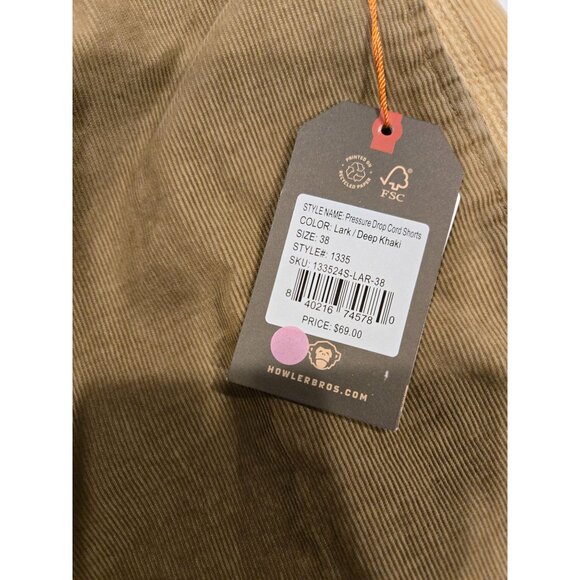 PRINTED ON
RECYCLED PAPER
FSC
STYLE NAME: Pressure Drop Cord Shorts
COLOR: Lark / Deep Khaki
SIZE: 38
STYLE#: 1335
SKU: 133524S-LAR-38
8 40216 74578 0
PRICE: $69.00
HOWLERBROS.COM